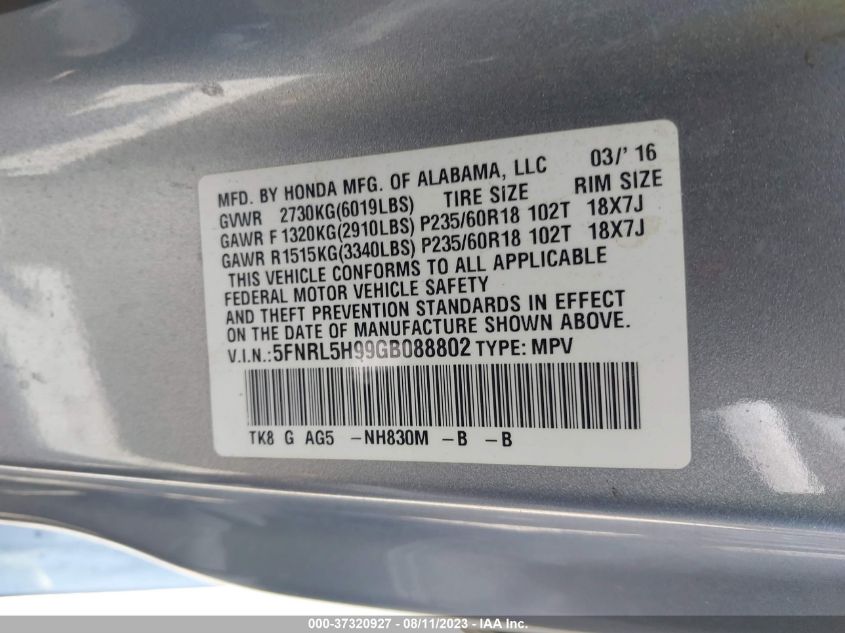 MFD. BY HONDA MFG. OF ALABAMA, LLC 03/' 16
GVWR 2730KG(6019LBS) TIRE SIZE RIM SIZE
GAWR F 1320KG(2910LBS) P235/60R18 102T 18X7J
GAWR R1515KG(3340LBS) P235/60R18 102T 18X7J
THIS VEHICLE CONFORMS TO ALL APPLICABLE
FEDERAL MOTOR VEHICLE SAFETY
AND THEFT PREVENTION STANDARDS IN EFFECT
ON THE DATE OF MANUFACTURE SHOWN ABOVE.
V.I.N.:5FNRL5H99GB088802 TYPE: MPV
TK8 G AG5 -NH830M -B -B
000-37320927 - 08/11/2023 - IAAI.COM